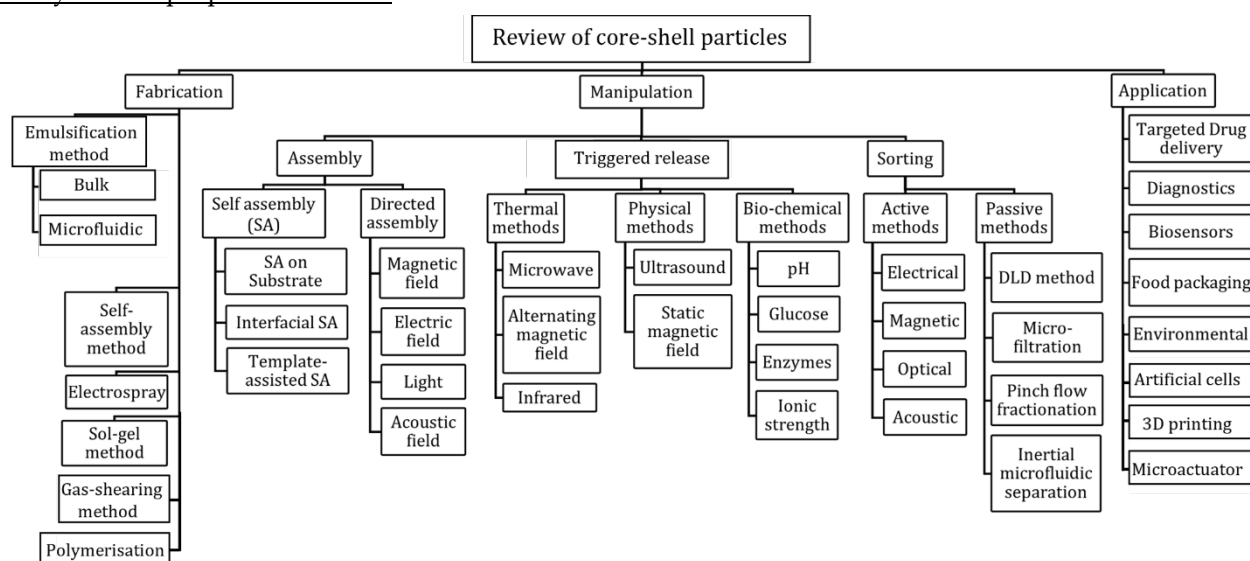 Review of core-shell particles
Fabrication
Manipulation
Application
Emulsification
method
Bulk
Microfluidic
Self-
assembly
method
Electrospray
Sol-gel
method
Gas-shearing
method
Polymerisation
Assembly
Triggered release
Sorting
Self assembly
(SA)
SA on
Substrate
Interfacial SA
Template-
assisted SA
Directed
assembly
Magnetic
field
Electric
field
Light
Acoustic
field
Thermal
methods
Microwave
Alternating
magnetic
field
Infrared
Physical
methods
Ultrasound
Static
magnetic
field
Bio-chemical
methods
pH
Glucose
Enzymes
Ionic
strength
Active
methods
Electrical
Magnetic
Optical
Acoustic
Passive
methods
DLD method
Micro-
filtration
Pinch flow
fractionation
Inertial
microfluidic
separation
Targeted Drug
delivery
Diagnostics
Biosensors
Food packaging
Environmental
Artificial cells
3D printing
Microactuator